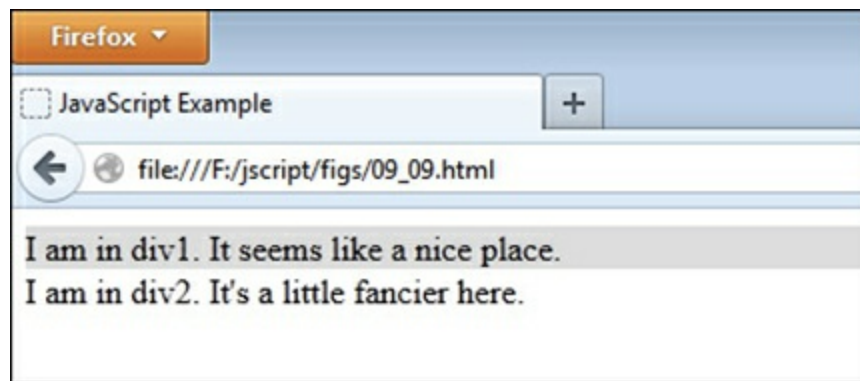 Firefox
JavaScript Example
+
file:///F:/jscript/figs/09_09.html
I am in div1. It seems like a nice place.
I am in div2. It's a little fancier here.